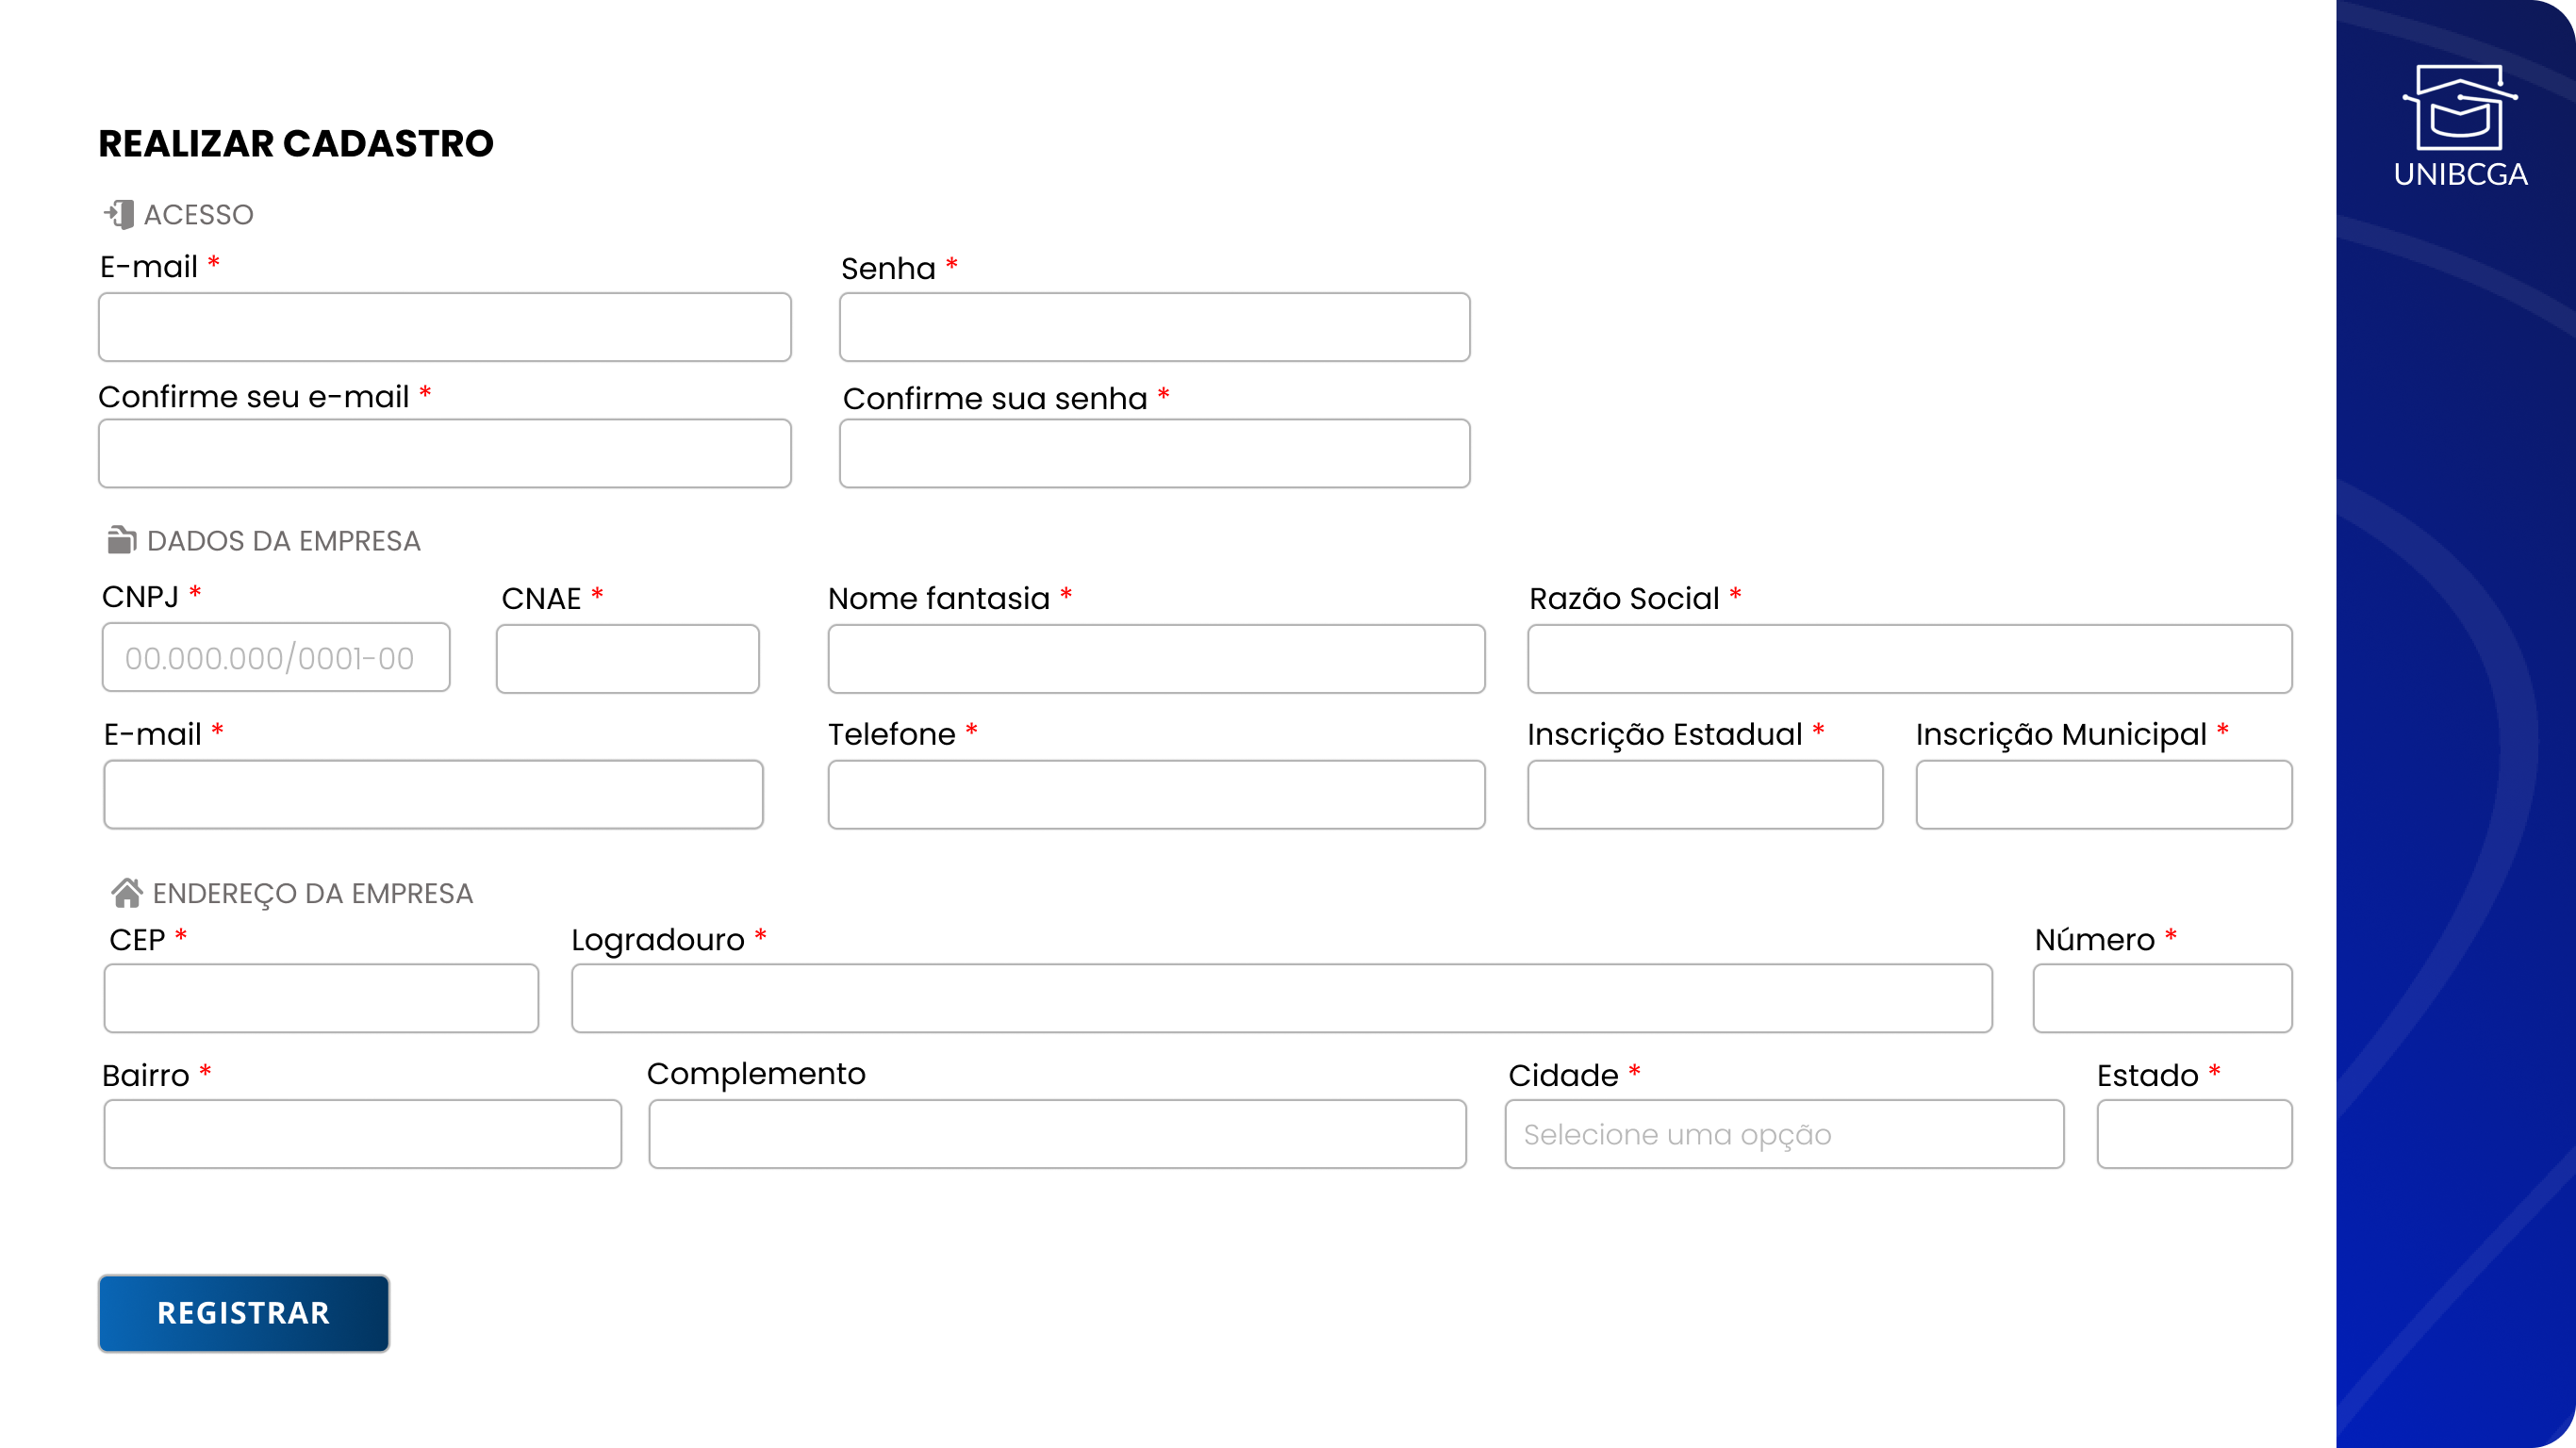 UNIBCGA
REALIZAR CADASTRO
ACESSO
E-mail * Senha *
Confirme seu e-mail * Confirme sua senha *
DADOS DA EMPRESA
CNPJ * CNAE * Nome fantasia * Razão Social *
00.000.000/0001-00
E-mail * Telefone * Inscrição Estadual * Inscrição Municipal *
ENDEREÇO DA EMPRESA
CEP * Logradouro * Número *
Bairro * Complemento Cidade * Estado *
Selecione uma opção
REGISTRAR